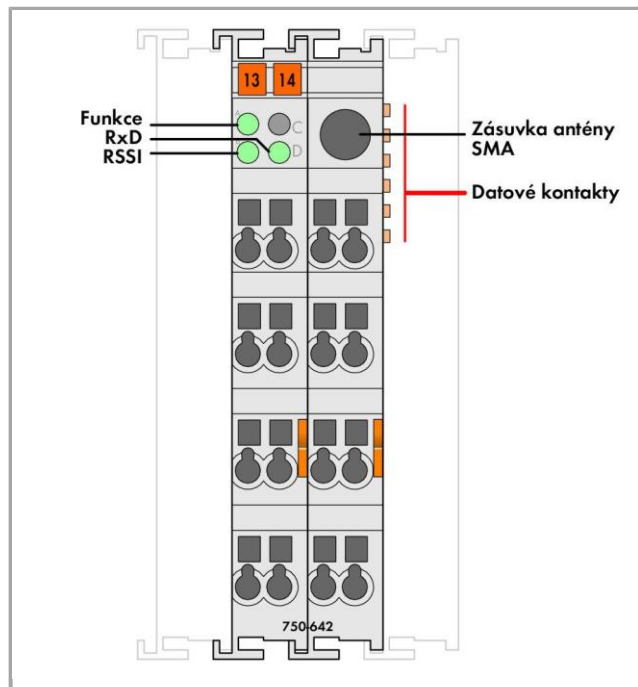 13 14
Funkce
RxD
RSSI
C
D
Zásuvka antény
SMA
Datové kontakty
750-642